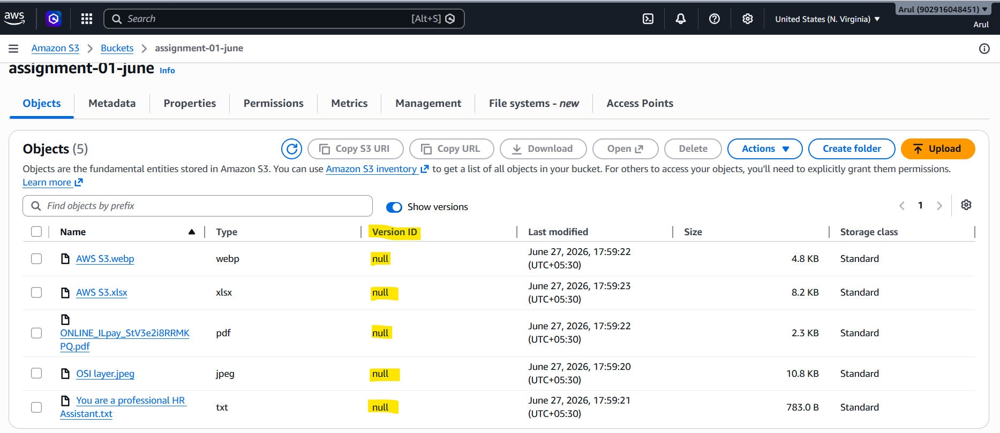 aws
Search [Alt+S]
United States (N. Virginia) ▼
Arul (902916048451) ▼
Arul
Amazon S3 > Buckets > assignment-01-june
assignment-01-june Info
Objects Metadata Properties Permissions Metrics Management File systems - new Access Points
Objects (5) Copy S3 URI Copy URL Download Open Delete Actions ▼ Create folder Upload
Objects are the fundamental entities stored in Amazon S3. You can use Amazon S3 inventory to get a list of all objects in your bucket. For others to access your objects, you'll need to explicitly grant them permissions.
Learn more
Find objects by prefix Show versions 1
Name Type Version ID Last modified Size Storage class
AWS S3.webp webp null June 27, 2026, 17:59:22 (UTC+05:30) 4.8 KB Standard
AWS S3.xlsx xlsx null June 27, 2026, 17:59:23 (UTC+05:30) 8.2 KB Standard
ONLINE_ILpay_StV3e2i8RRMKPQ.pdf pdf null June 27, 2026, 17:59:22 (UTC+05:30) 2.3 KB Standard
OSI layer.jpeg jpeg null June 27, 2026, 17:59:20 (UTC+05:30) 10.8 KB Standard
You are a professional HR Assistant.txt txt null June 27, 2026, 17:59:21 (UTC+05:30) 783.0 B Standard